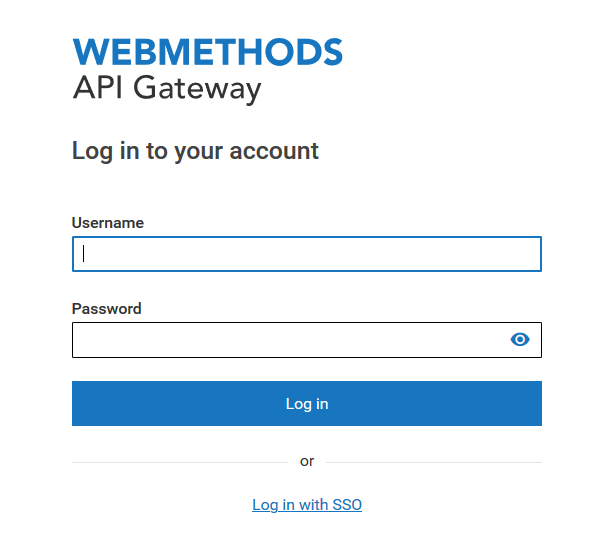 WEBMETHODS
API Gateway
Log in to your account
Username
Password
Log in
or
Log in with SSO